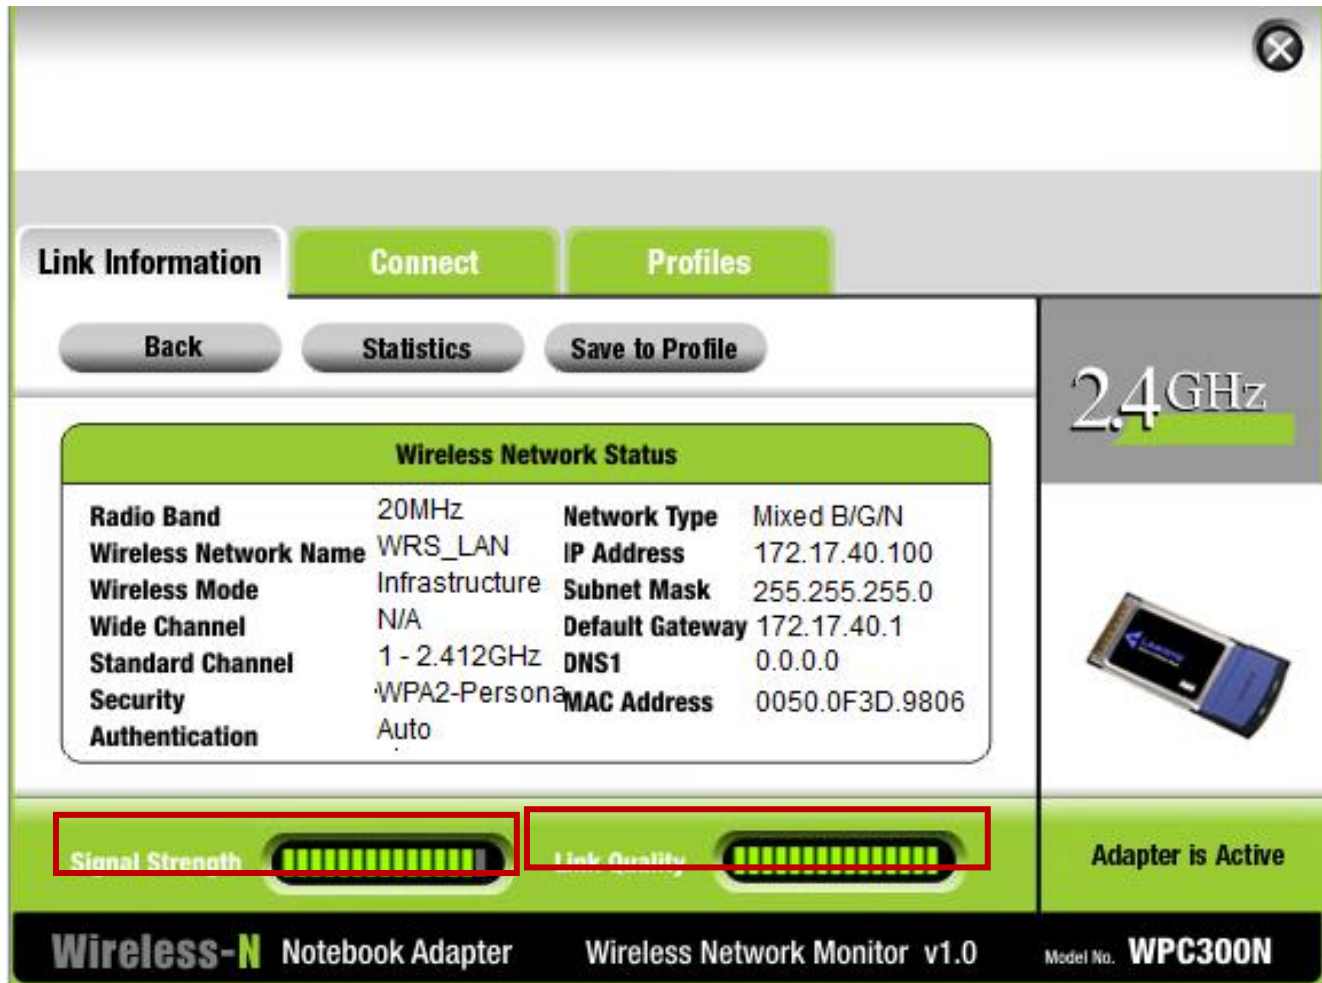 Link Information Connect Profiles
Back Statistics Save to Profile
2.4 GHz
Wireless Network Status
Radio Band 20MHz Network Type Mixed B/G/N
Wireless Network Name WRS_LAN IP Address 172.17.40.100
Wireless Mode Infrastructure Subnet Mask 255.255.255.0
Wide Channel N/A Default Gateway 172.17.40.1
Standard Channel 1 - 2.412GHz DNS1 0.0.0.0
Security WPA2-Persona MAC Address 0050.0F3D.9806
Authentication Auto
Signal Strength Link Quality Adapter is Active
Wireless-N Notebook Adapter Wireless Network Monitor v1.0 Model No. WPC300N